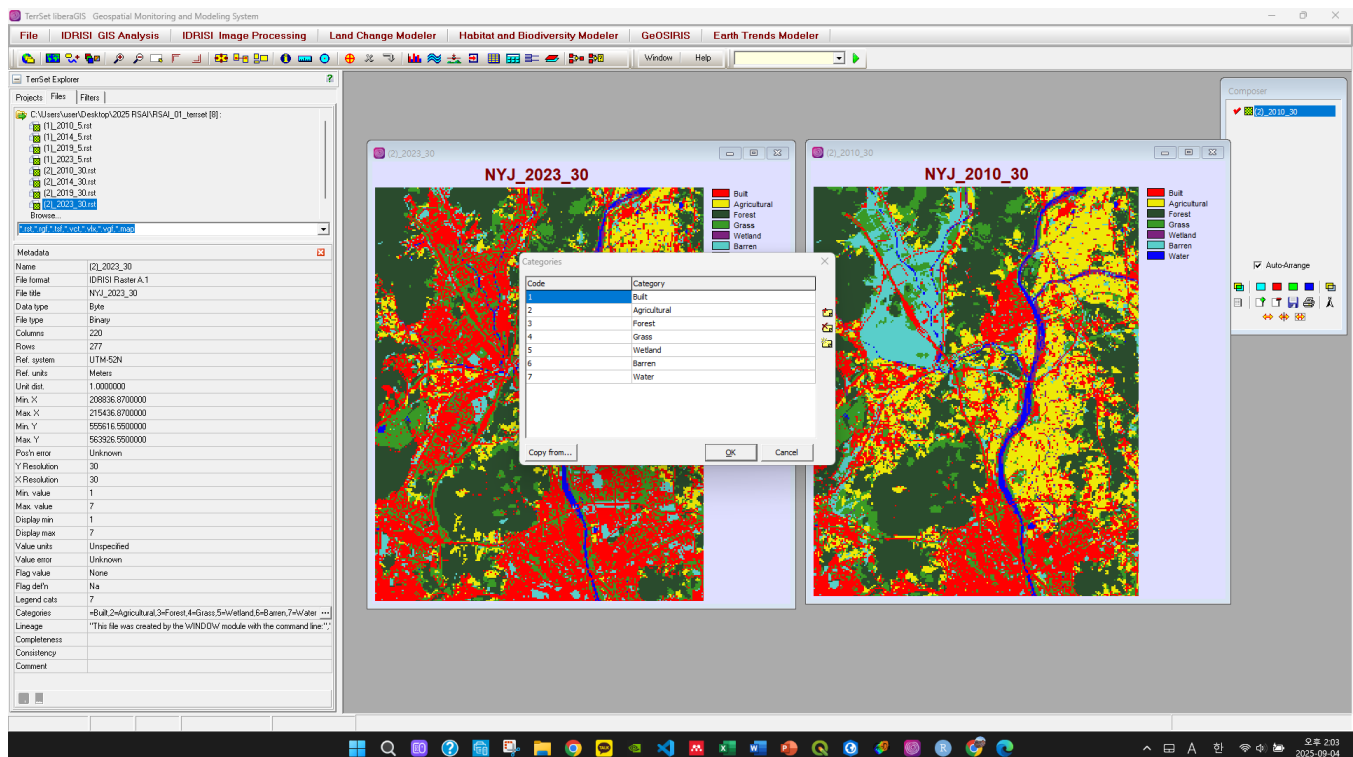 TerrSet liberaGIS Geospatial Monitoring and Modeling System
File IDRISI GIS Analysis IDRISI Image Processing Land Change Modeler Habitat and Biodiversity Modeler GeOSIRIS Earth Trends Modeler
Window Help
TerrSet Explorer
Projects Files Filters
C:\Users\user\Desktop\2025 RSAI\RSAI_01_terrset [8] :
(1)_2010_5.rst
(1)_2014_5.rst
(1)_2019_5.rst
(1)_2023_5.rst
(2)_2010_30.rst
(2)_2014_30.rst
(2)_2019_30.rst
(2)_2023_30.rst
Browse...
*.rst,*.rgf,*.tsf,*.vct,*.vlx,*.vgf,*.map
Metadata
Name (2)_2023_30
File format IDRISI Raster A.1
File title NYJ_2023_30
Data type Byte
File type Binary
Columns 220
Rows 277
Ref. system UTM-52N
Ref. units Meters
Unit dist. 1.0000000
Min. X 208836.8700000
Max. X 215436.8700000
Min. Y 555616.5500000
Max. Y 563926.5500000
Pos'n error Unknown
Y Resolution 30
X Resolution 30
Min. value 1
Max. value 7
Display min 1
Display max 7
Value units Unspecified
Value error Unknown
Flag value None
Flag def'n Na
Legend cats 7
Categories =Built,2=Agricultural,3=Forest,4=Grass,5=Wetland,6=Barren,7=Water ...
Lineage "This file was created by the WINDOW module with the command line:"
Completeness
Consistency
Comment
(2)_2023_30
NYJ_2023_30
Built
Agricultural
Forest
Grass
Wetland
Barren
Categories
Code Category
1 Built
2 Agricultural
3 Forest
4 Grass
5 Wetland
6 Barren
7 Water
Copy from... OK Cancel
(2)_2010_30
NYJ_2010_30
Built
Agricultural
Forest
Grass
Wetland
Barren
Water
Composer
(2)_2010_30
Auto-Arrange
A 한 오후 2:03
2025-09-04